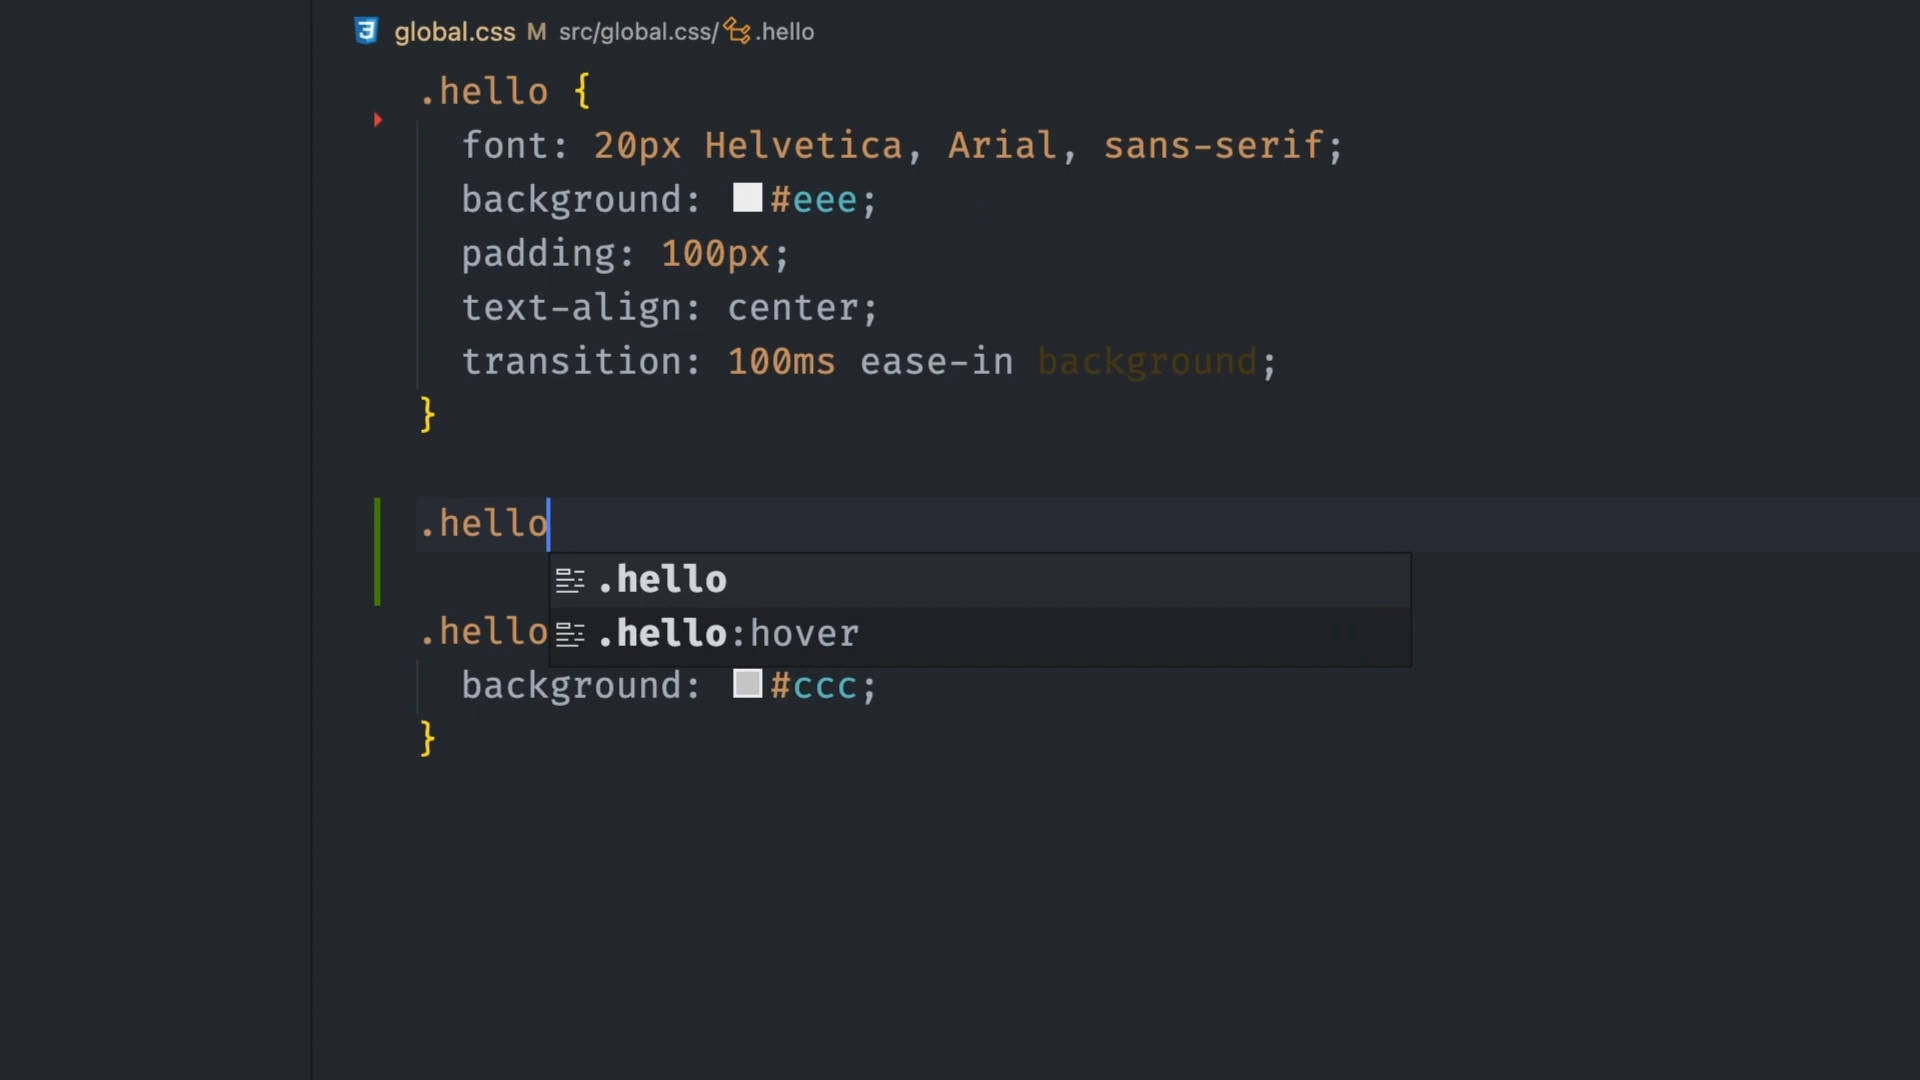 global.css M src/global.css/ .hello
.hello {
font: 20px Helvetica, Arial, sans-serif;
background: #eee;
padding: 100px;
text-align: center;
transition: 100ms ease-in background;
}
.hello
.hello
.hello .hello:hover
background: #ccc;
}